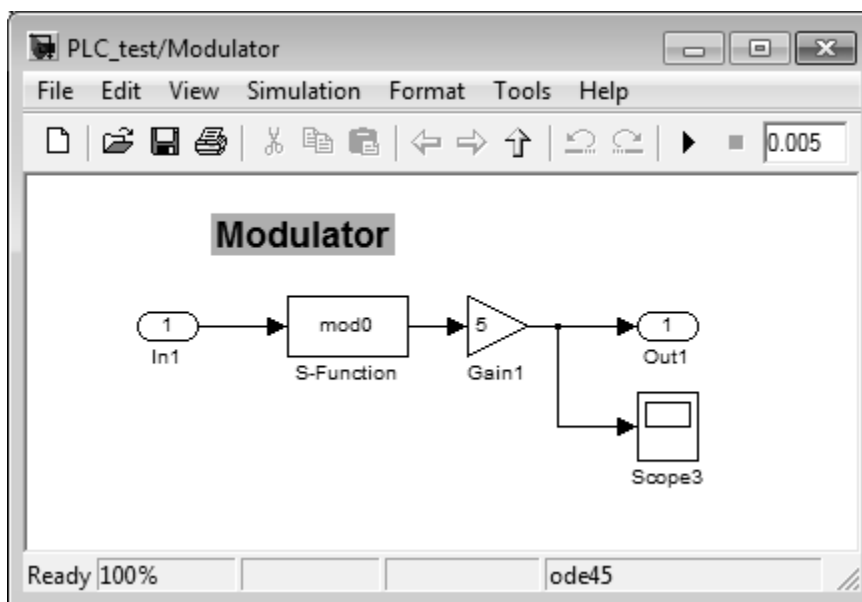 PLC_test/Modulator
File Edit View Simulation Format Tools Help
0.005
Modulator
1 mod0 5 1
In1 S-Function Gain1 Out1
Scope3
Ready 100% ode45